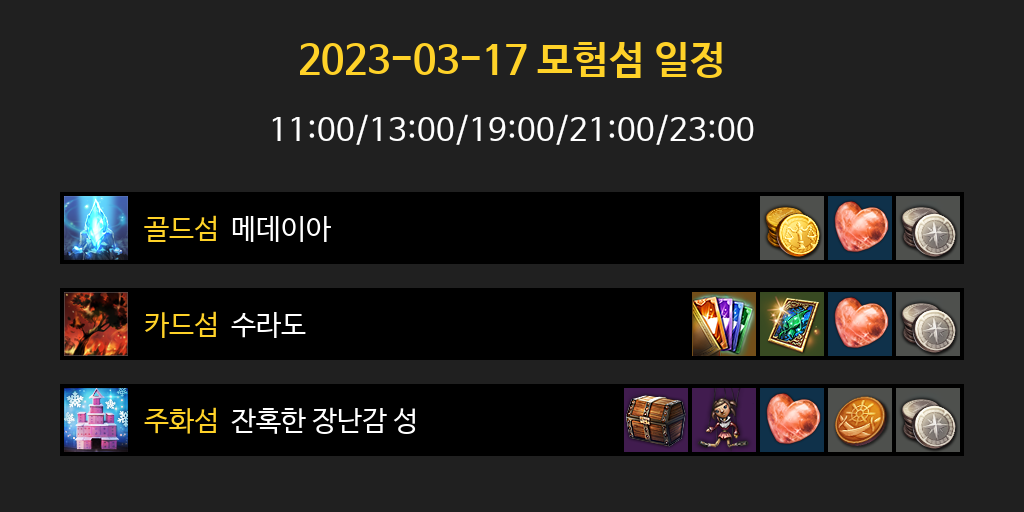 2023-03-17 모험섬 일정
11:00/13:00/19:00/21:00/23:00
골드섬 메데이아
카드섬 수라도
주화섬 잔혹한 장난감 성